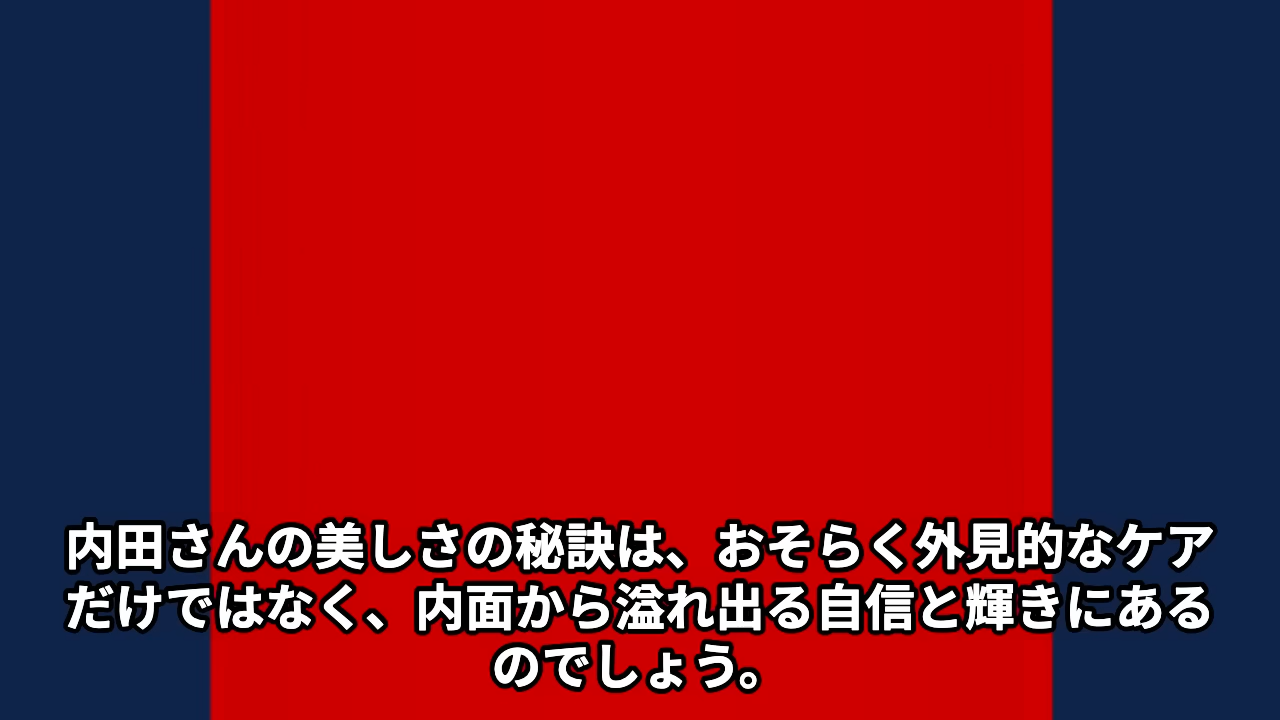 内田さんの美しさの秘訣は、おそらく外見的なケア
だけではなく、内面から溢れ出る自信と輝きにある
のでしょう。